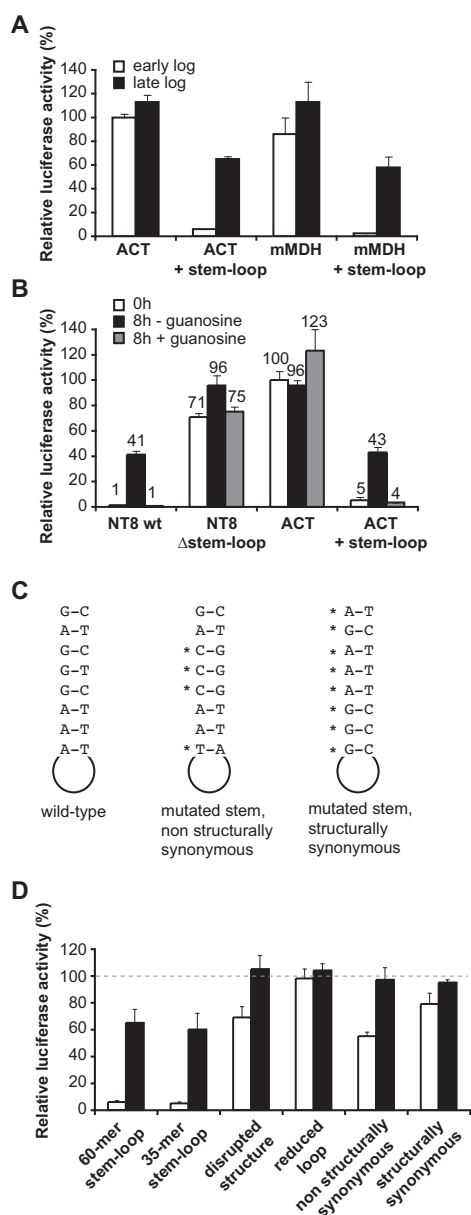 A
Relative luciferase activity (%)
early log
late log
140
120
100
80
60
40
20
0
ACT
ACT
+ stem-loop
mMDH
mMDH
+ stem-loop
B
Relative luciferase activity (%)
0h
8h - guanosine
8h + guanosine
140
120
100
80
60
40
20
0
1
41
1
71
96
75
100
96
123
5
43
4
NT8 wt
NT8
Δstem-loop
ACT
ACT
+ stem-loop
C
G–C
A–T
G–C
G–T
G–C
A–T
A–T
A–T
wild-type
G–C
A–T
* C–G
* C–G
* C–G
A–T
A–T
* T–A
mutated stem,
non structurally
synonymous
* A–T
* G–C
* A–T
* A–T
* A–T
* G–C
* G–C
* G–C
mutated stem,
structurally
synonymous
D
Relative luciferase activity (%)
120
100
80
60
40
20
0
60-mer
stem-loop
35-mer
stem-loop
disrupted
structure
reduced
loop
non structurally
synonymous
structurally
synonymous